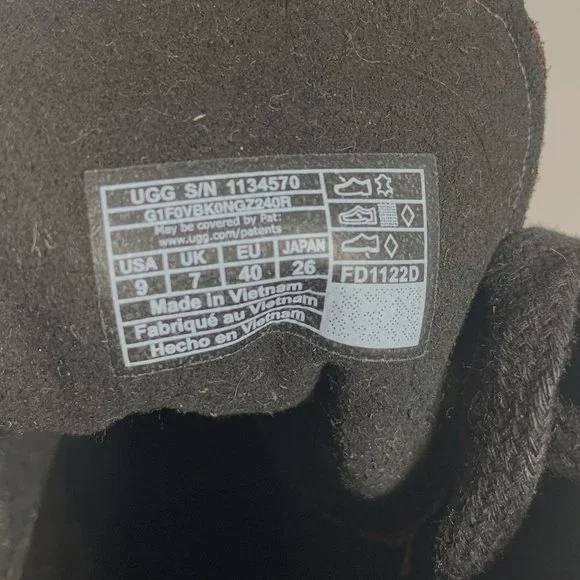 UGG S/N 1134570
G1F0VBK0NGZ240R
May be covered by Pat:
www.ugg.com/patents
USA UK EU JAPAN
9 7 40 26
FD1122D
Made in Vietnam
Fabriqué au Vietnam
Hecho en Vietnam